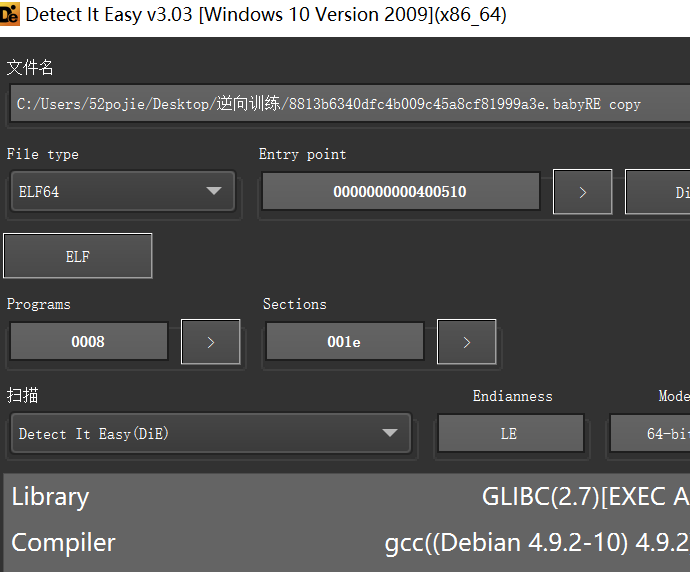 Detect It Easy v3.03 [Windows 10 Version 2009](x86_64)
文件名
C:/Users/52pojie/Desktop/逆向训练/8813b6340dfc4b009c45a8cf81999a3e.babyRE copy
File type Entry point
ELF64 0000000000400510 > Di
ELF
Programs Sections
0008 > 001e >
扫描 Endianness Mode
Detect It Easy(DiE) LE 64-bit
Library GLIBC(2.7)[EXEC A
Compiler gcc((Debian 4.9.2-10) 4.9.2